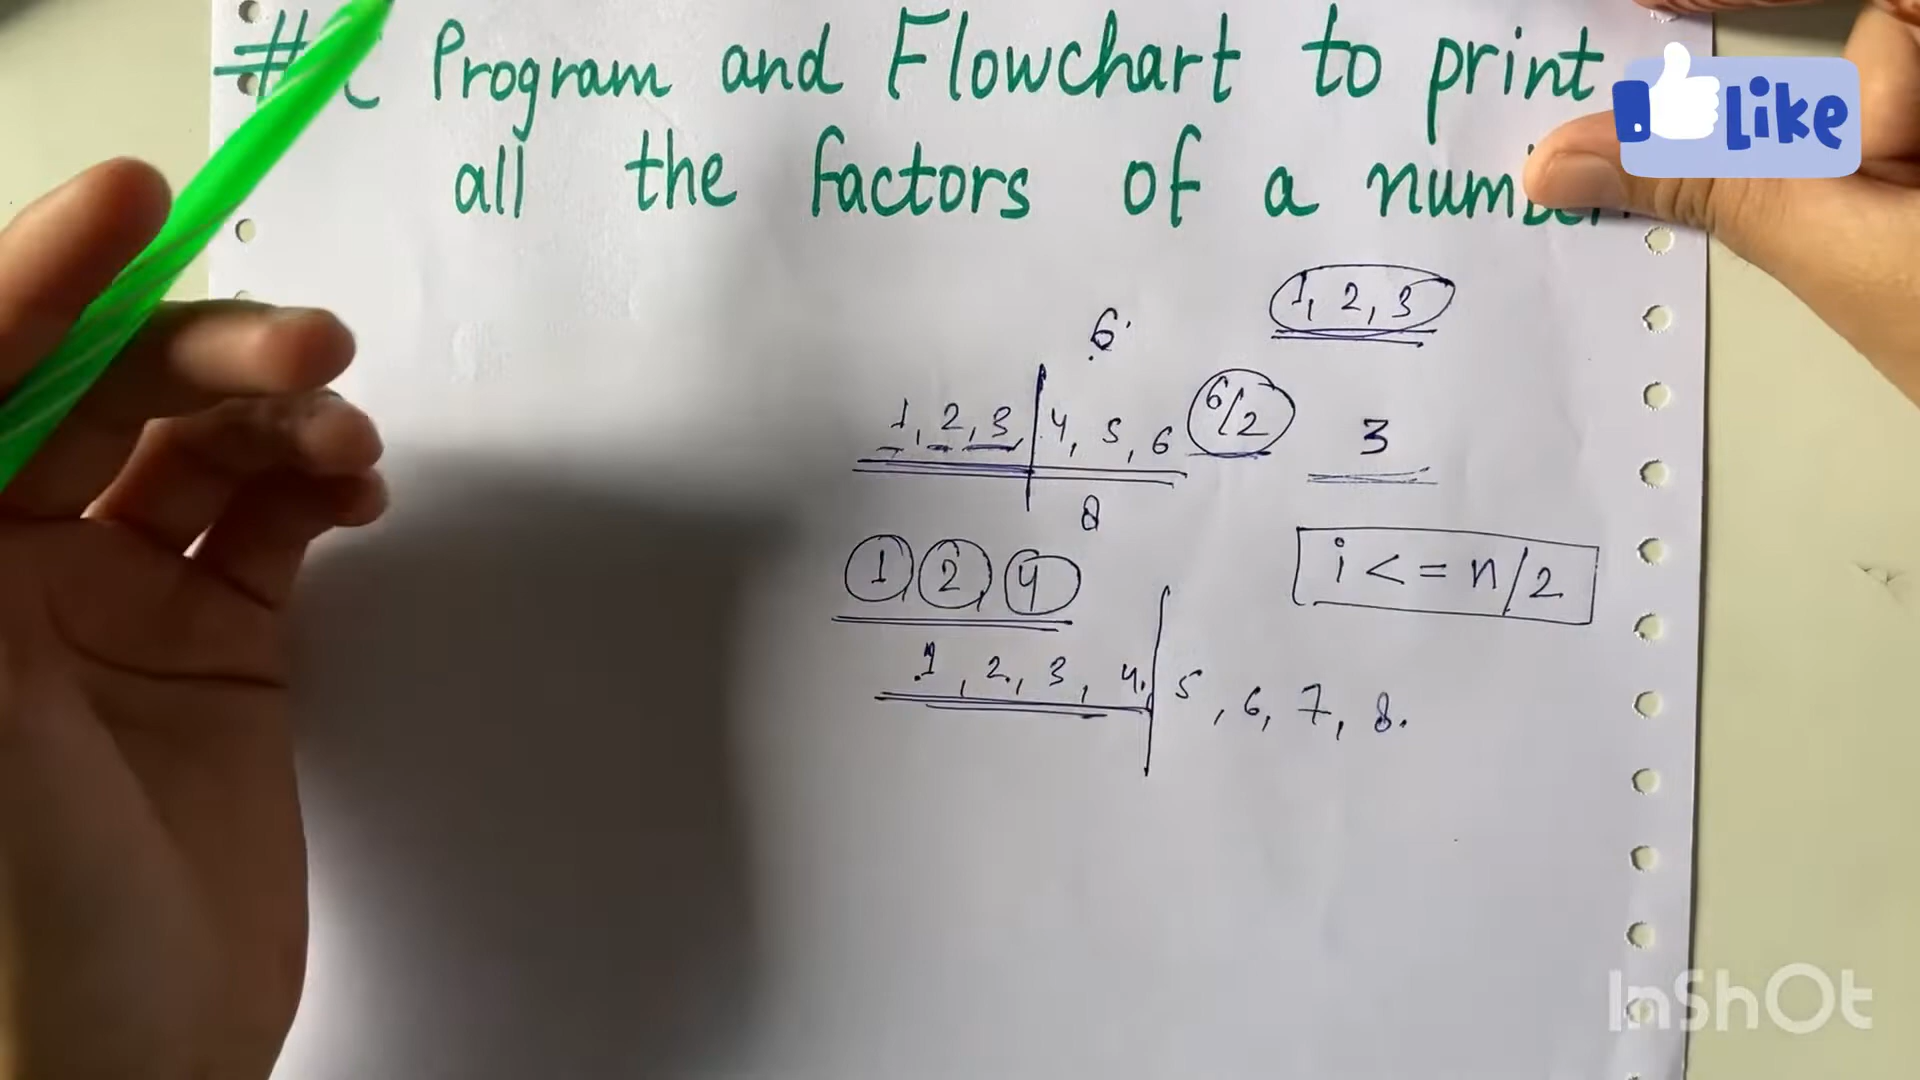 #C Program and Flowchart to print
Like
all the factors of a number.
1, 2, 3
6
1, 2, 3, 4, 5, 6 6/2 3
8
1 2 4 i <= n/2
1, 2, 3, 4, 5, 6, 7, 8.
InShOt